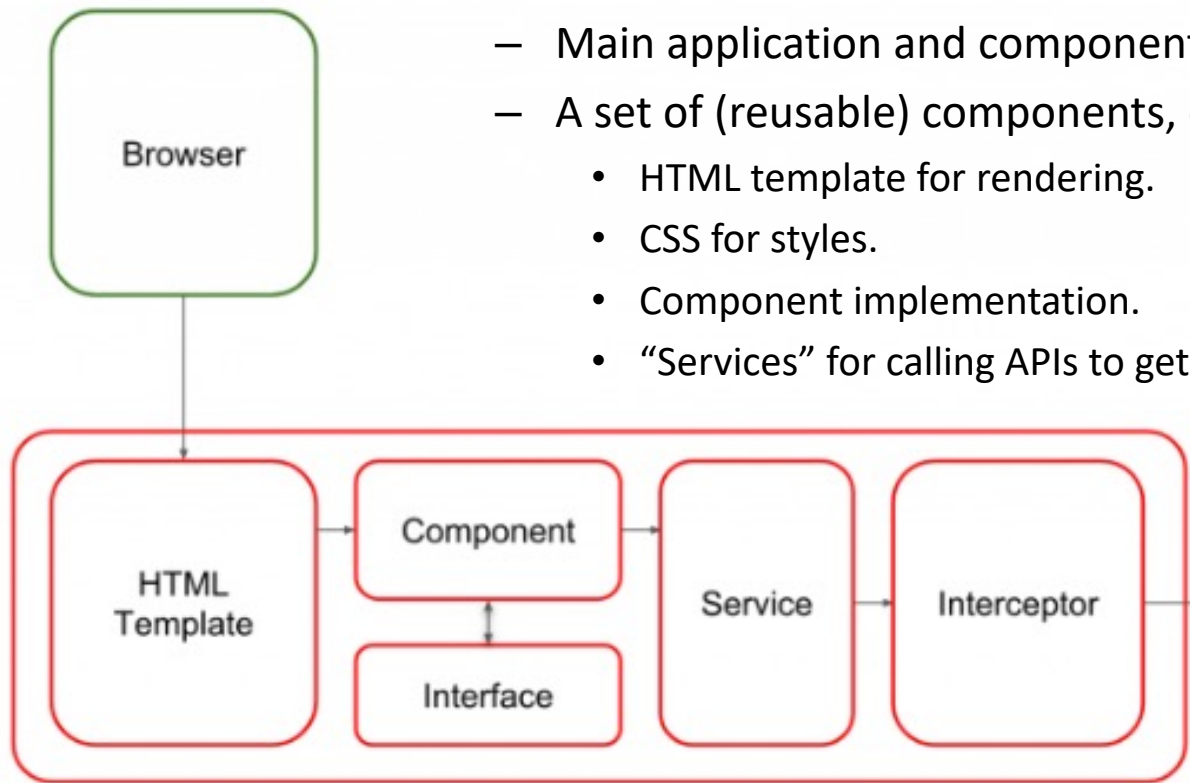 – Main application and component
– A set of (reusable) components,
• HTML template for rendering.
• CSS for styles.
• Component implementation.
• “Services” for calling APIs to get
Browser
HTML
Template
Component
Interface
Service
Interceptor